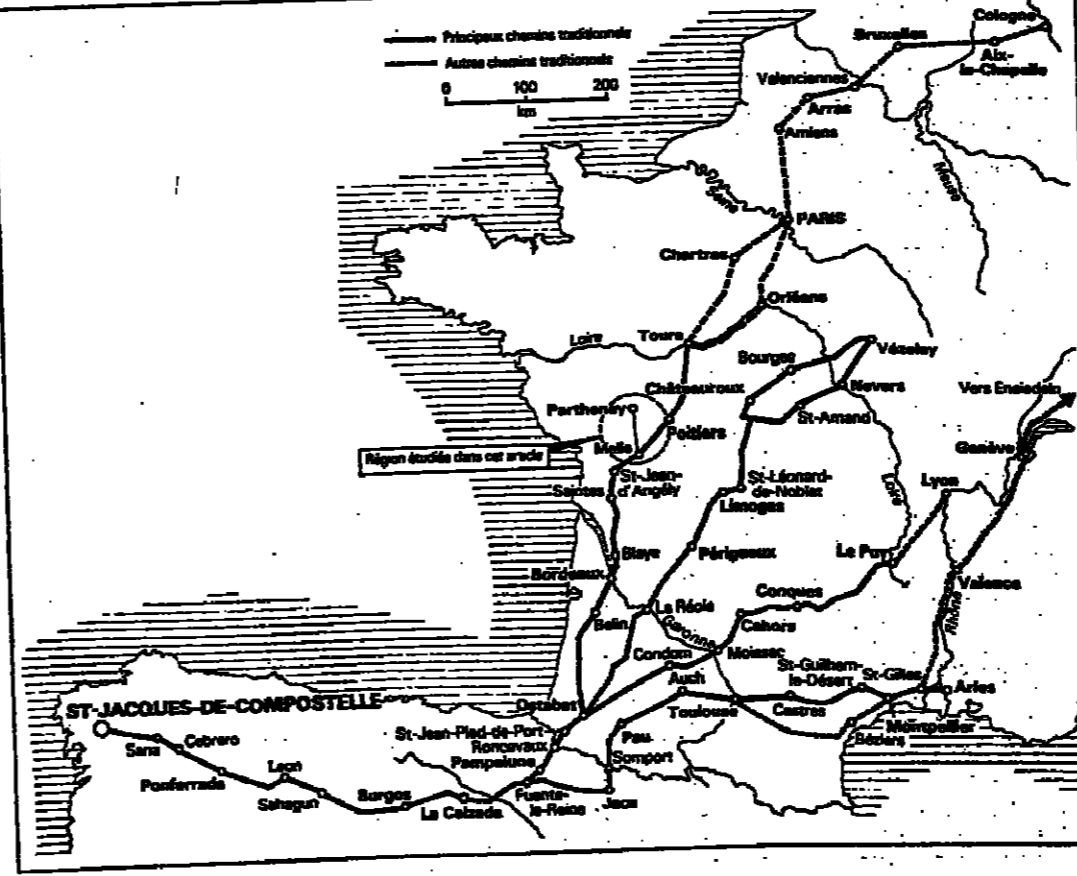 Principaux chemins traditionnels
Autres chemins traditionnels
0 100 200
km
Cologne
Bruxelles
Aix-
la-Chapelle
Valenciennes
Arras
Amiens
Meuse
Seine
PARIS
Chartres
Orléans
Loire
Tours
Vézelay
Bourges
Châteauroux
Nevers
Vers Einsiedeln
Parthenay
St-Amand
Poitiers
Melle
Genève
Région étudiée dans cet article
St-Jean-
d'Angély
St-Léonard-
de-Noblat
Loire
Lyon
Saintes
Limoges
Blaye
Périgueux
Le Puy
Bordeaux
Valence
Conques
La Réole
Rhône
Belin
Garonne
Cahors
Condom
Moissac
St-Guilhem-
le-Désert
St-Gilles
Auch
Arles
ST-JACQUES-DE-COMPOSTELLE
Ostabat
Toulouse
Castres
Montpellier
St-Jean-Pied-de-Port
Pau
Béziers
Roncevaux
Pampelune
Somport
Cebrero
Leon
Ponferrada
Sahagun
Burgos
La Calzada
Puente-
la-Reina
Jaca